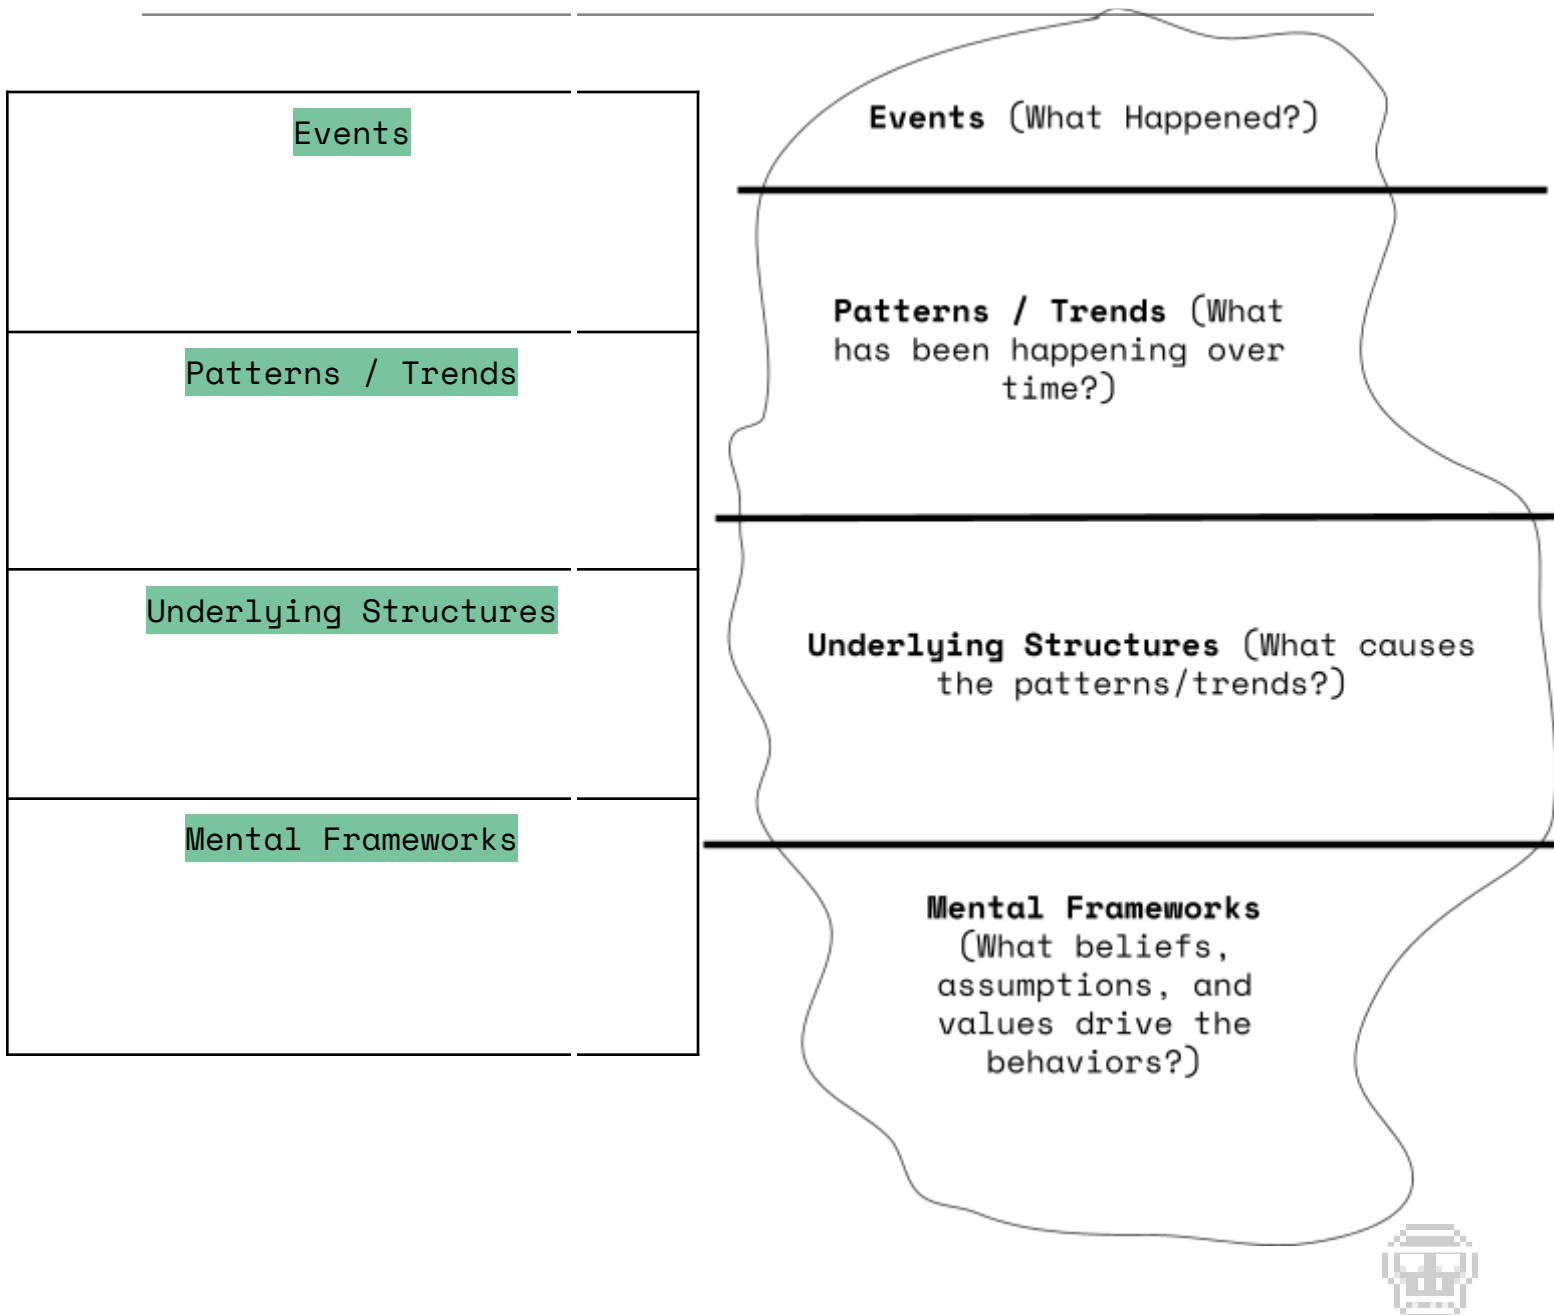 Events
Patterns / Trends
Underlying Structures
Mental Frameworks
Events (What Happened?)
Patterns / Trends (What
has been happening over
time?)
Underlying Structures (What causes
the patterns/trends?)
Mental Frameworks
(What beliefs,
assumptions, and
values drive the
behaviors?)